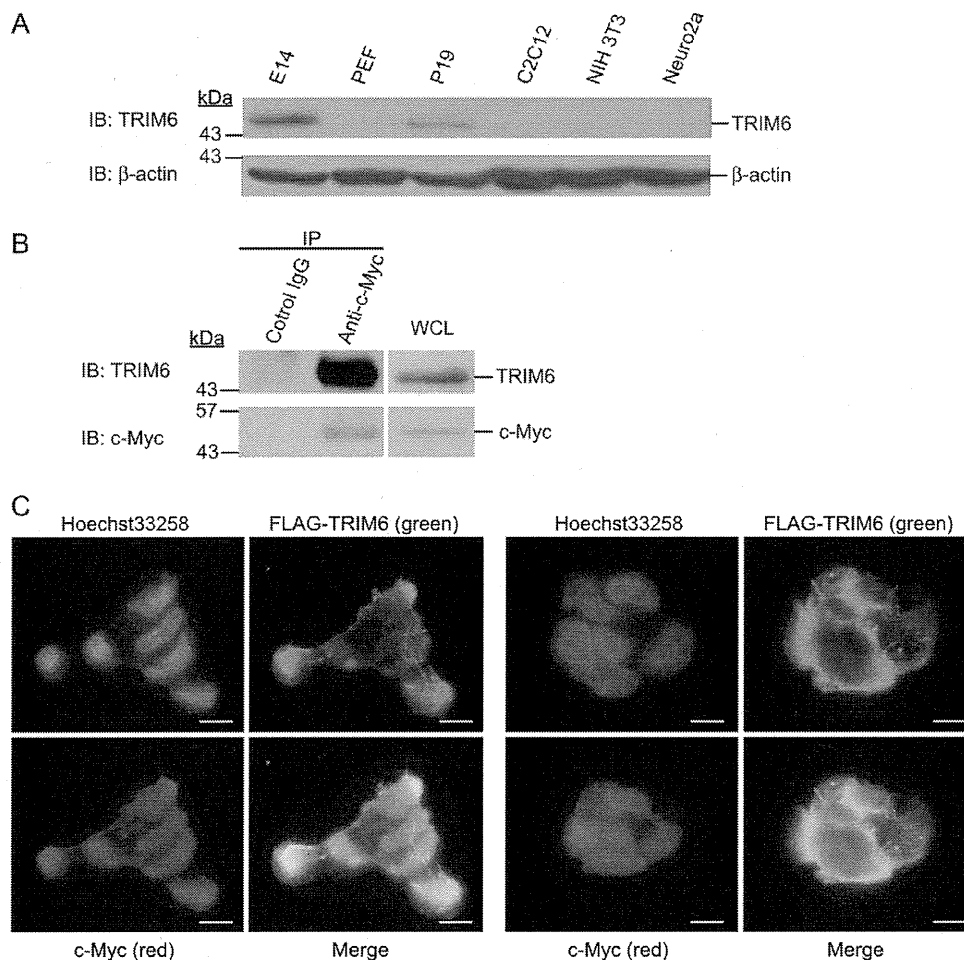 A
E14 PEF P19 C2C12 NIH 3T3 Neuro2a
kDa
IB: TRIM6
43
TRIM6
43
IB: β-actin
β-actin
B
IP
Cotrol IgG Anti-c-Myc WCL
kDa
IB: TRIM6
43
TRIM6
57
IB: c-Myc
43
c-Myc
C
Hoechst33258 FLAG-TRIM6 (green) Hoechst33258 FLAG-TRIM6 (green)
c-Myc (red) Merge c-Myc (red) Merge